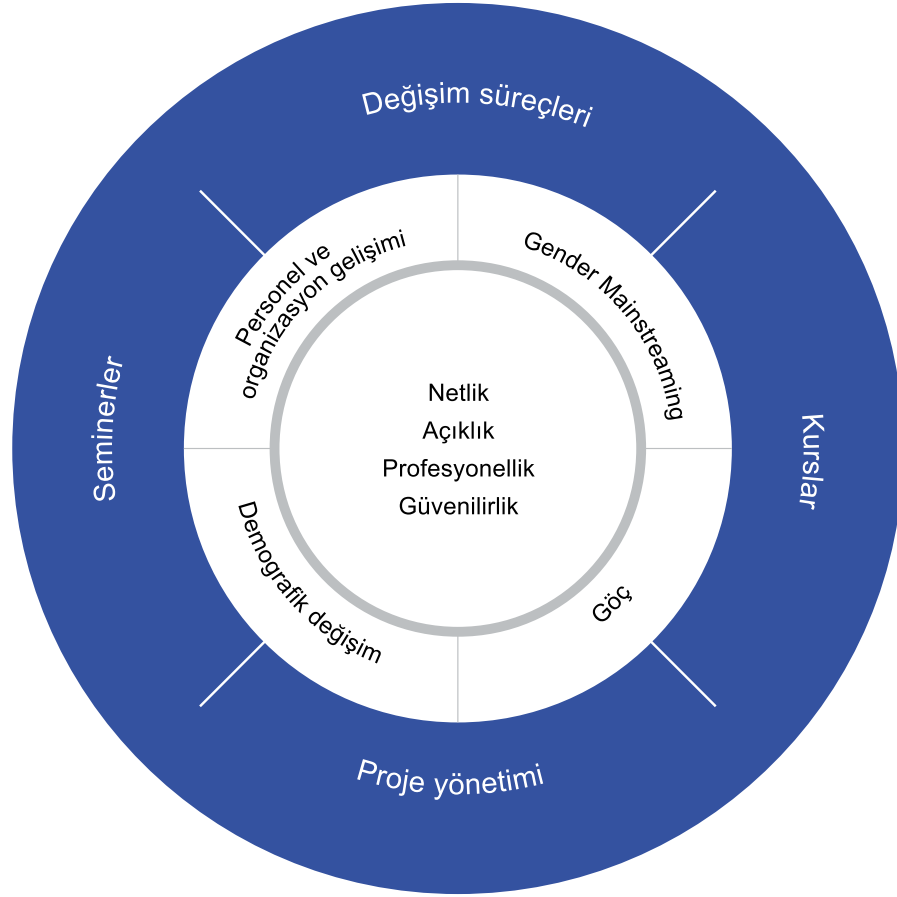 Değişim süreçleri
Personel ve
organizasyon gelişimi
Gender Mainstreaming
Seminerler
Netlik
Açıklık
Profesyonellik
Güvenilirlik
Kurslar
Demografik değişim
Göç
Proje yönetimi